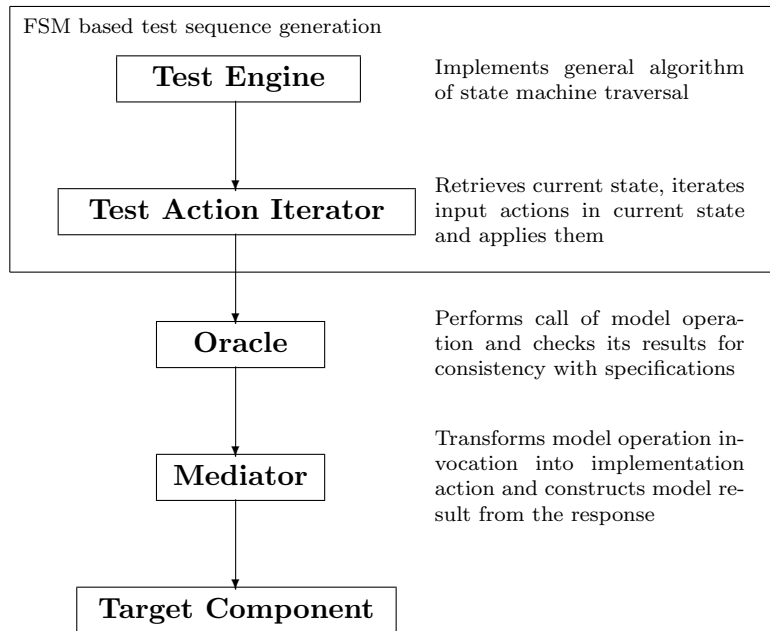 FSM based test sequence generation
Test Engine
Implements general algorithm
of state machine traversal
Test Action Iterator
Retrieves current state, iterates
input actions in current state
and applies them
Oracle
Performs call of model opera-
tion and checks its results for
consistency with specifications
Mediator
Transforms model operation in-
vocation into implementation
action and constructs model re-
sult from the response
Target Component